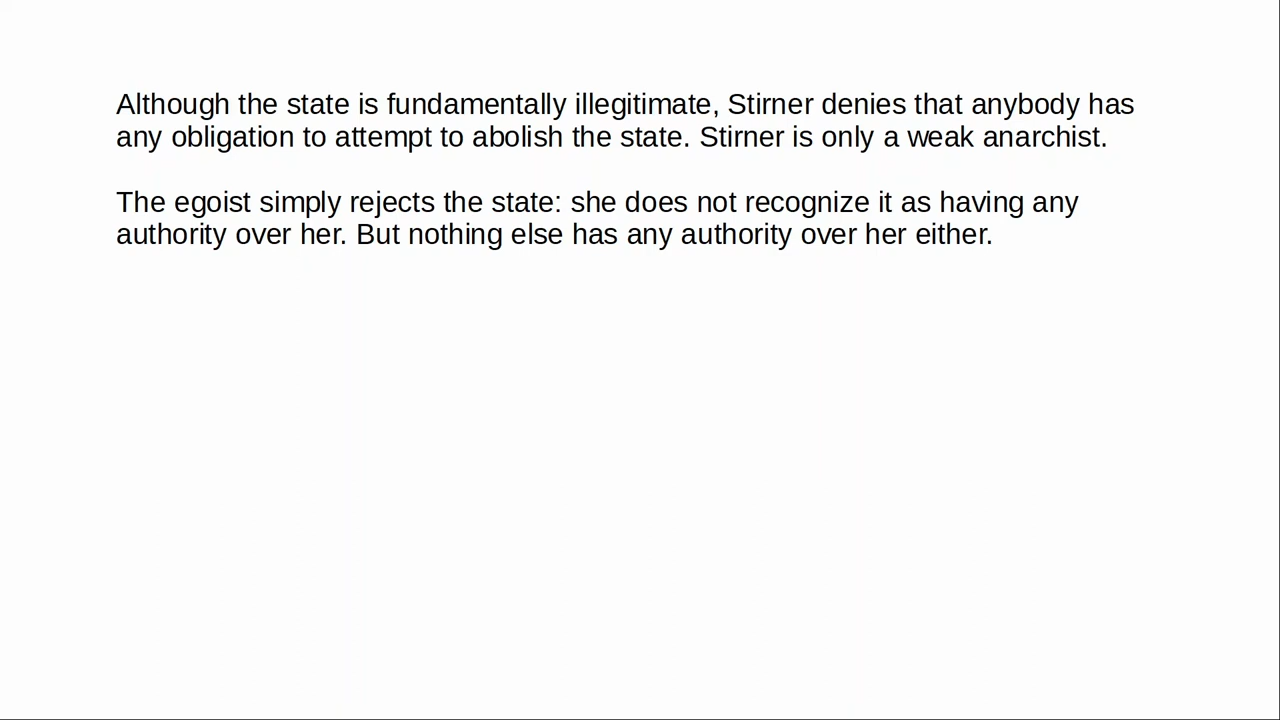 Although the state is fundamentally illegitimate, Stirner denies that anybody has
any obligation to attempt to abolish the state. Stirner is only a weak anarchist.
The egoist simply rejects the state: she does not recognize it as having any
authority over her. But nothing else has any authority over her either.